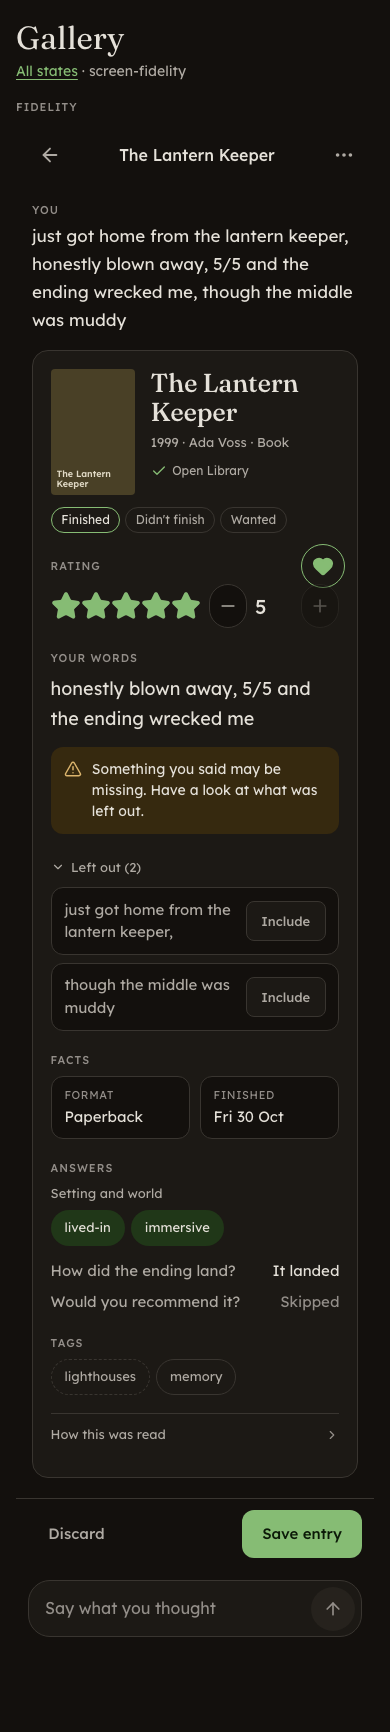 Gallery
All states · screen-fidelity
FIDELITY
The Lantern Keeper
YOU
just got home from the lantern keeper,
honestly blown away, 5/5 and the
ending wrecked me, though the middle
was muddy
The Lantern
Keeper
The Lantern
Keeper
1999 · Ada Voss · Book
Open Library
Finished
Didn't finish
Wanted
RATING
5
YOUR WORDS
honestly blown away, 5/5 and
the ending wrecked me
Something you said may be
missing. Have a look at what was
left out.
Left out (2)
just got home from the
lantern keeper,
Include
though the middle was
muddy
Include
FACTS
FORMAT
Paperback
FINISHED
Fri 30 Oct
ANSWERS
Setting and world
lived-in
immersive
How did the ending land?
It landed
Would you recommend it?
Skipped
TAGS
lighthouses
memory
How this was read
Discard
Save entry
Say what you thought